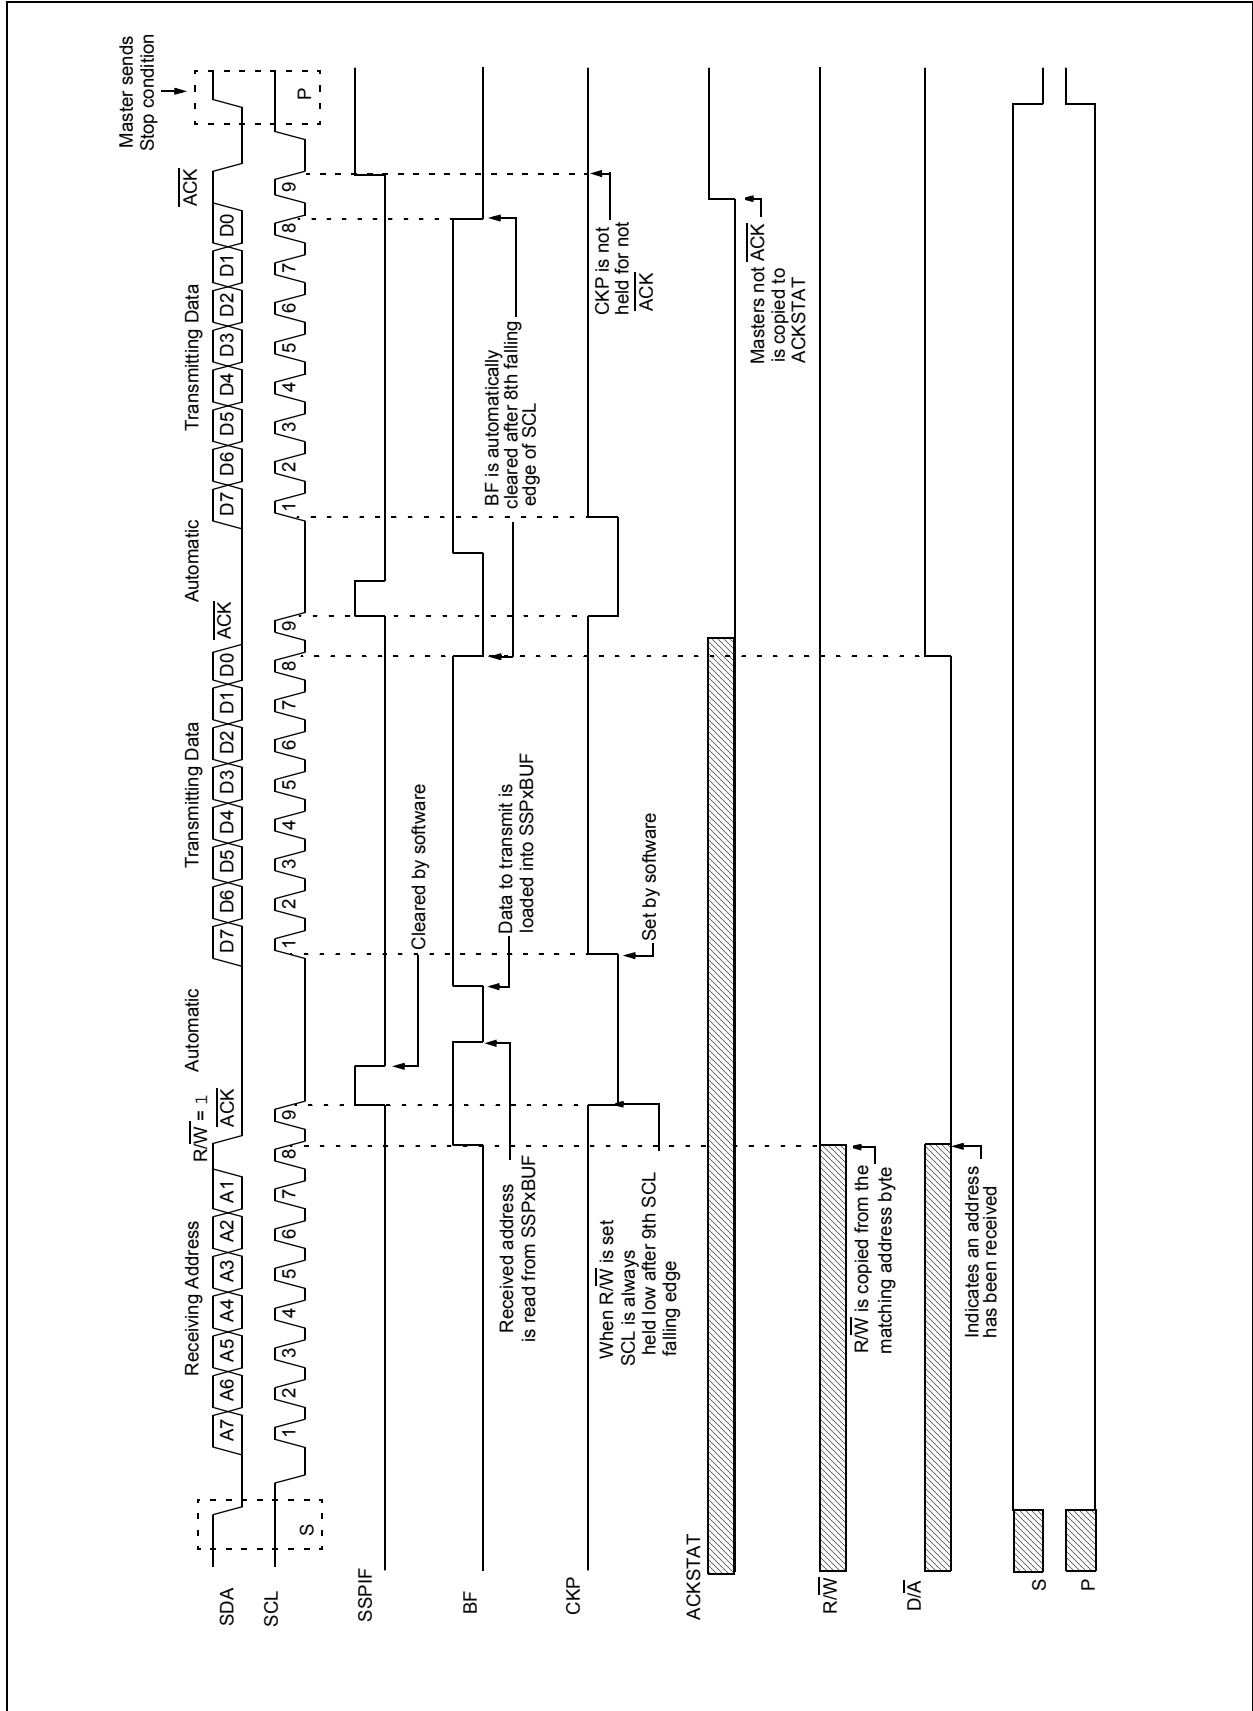 Master sends
Stop condition
Receiving Address
R/W = 1
ACK
Automatic
Transmitting Data
ACK
Automatic
Transmitting Data
ACK
SDA
A7 A6 A5 A4 A3 A2 A1
D7 D6 D5 D4 D3 D2 D1 D0
D7 D6 D5 D4 D3 D2 D1 D0
SCL
S
1 2 3 4 5 6 7 8 9
1 2 3 4 5 6 7 8 9
1 2 3 4 5 6 7 8 9
P
SSPIF
Cleared by software
BF
Received address
is read from SSPxBUF
Data to transmit is
loaded into SSPxBUF
BF is automatically
cleared after 8th falling
edge of SCL
CKP
When R/W is set
SCL is always
held low after 9th SCL
falling edge
Set by software
CKP is not
held for not
ACK
ACKSTAT
Masters not ACK
is copied to
ACKSTAT
R/W
R/W is copied from the
matching address byte
D/A
Indicates an address
has been received
S
P